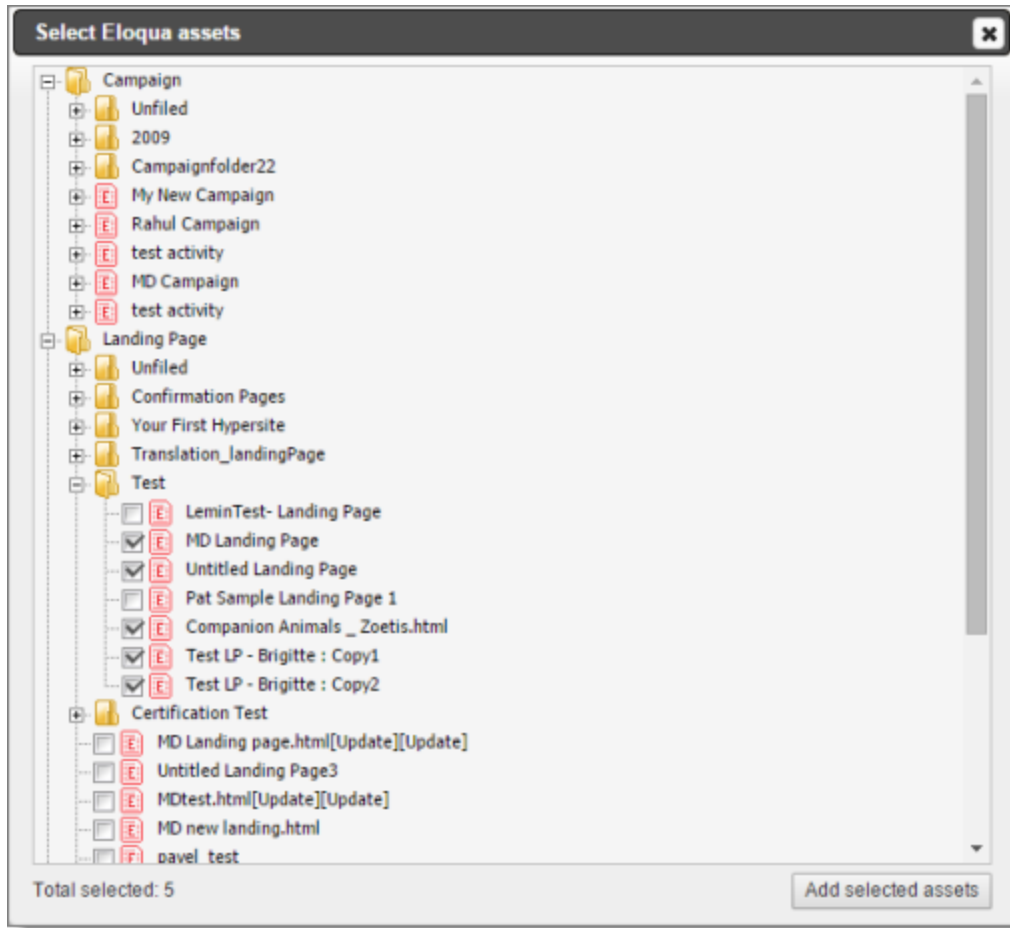 Select Eloqua assets
Campaign
Unfiled
2009
Campaignfolder22
My New Campaign
Rahul Campaign
test activity
MD Campaign
test activity
Landing Page
Unfiled
Confirmation Pages
Your First Hypersite
Translation_landingPage
Test
LeminTest- Landing Page
MD Landing Page
Untitled Landing Page
Pat Sample Landing Page 1
Companion Animals _ Zoetis.html
Test LP - Brigitte : Copy1
Test LP - Brigitte : Copy2
Certification Test
MD Landing page.html[Update][Update]
Untitled Landing Page3
MDtest.html[Update][Update]
MD new landing.html
pavel_test
Total selected: 5
Add selected assets